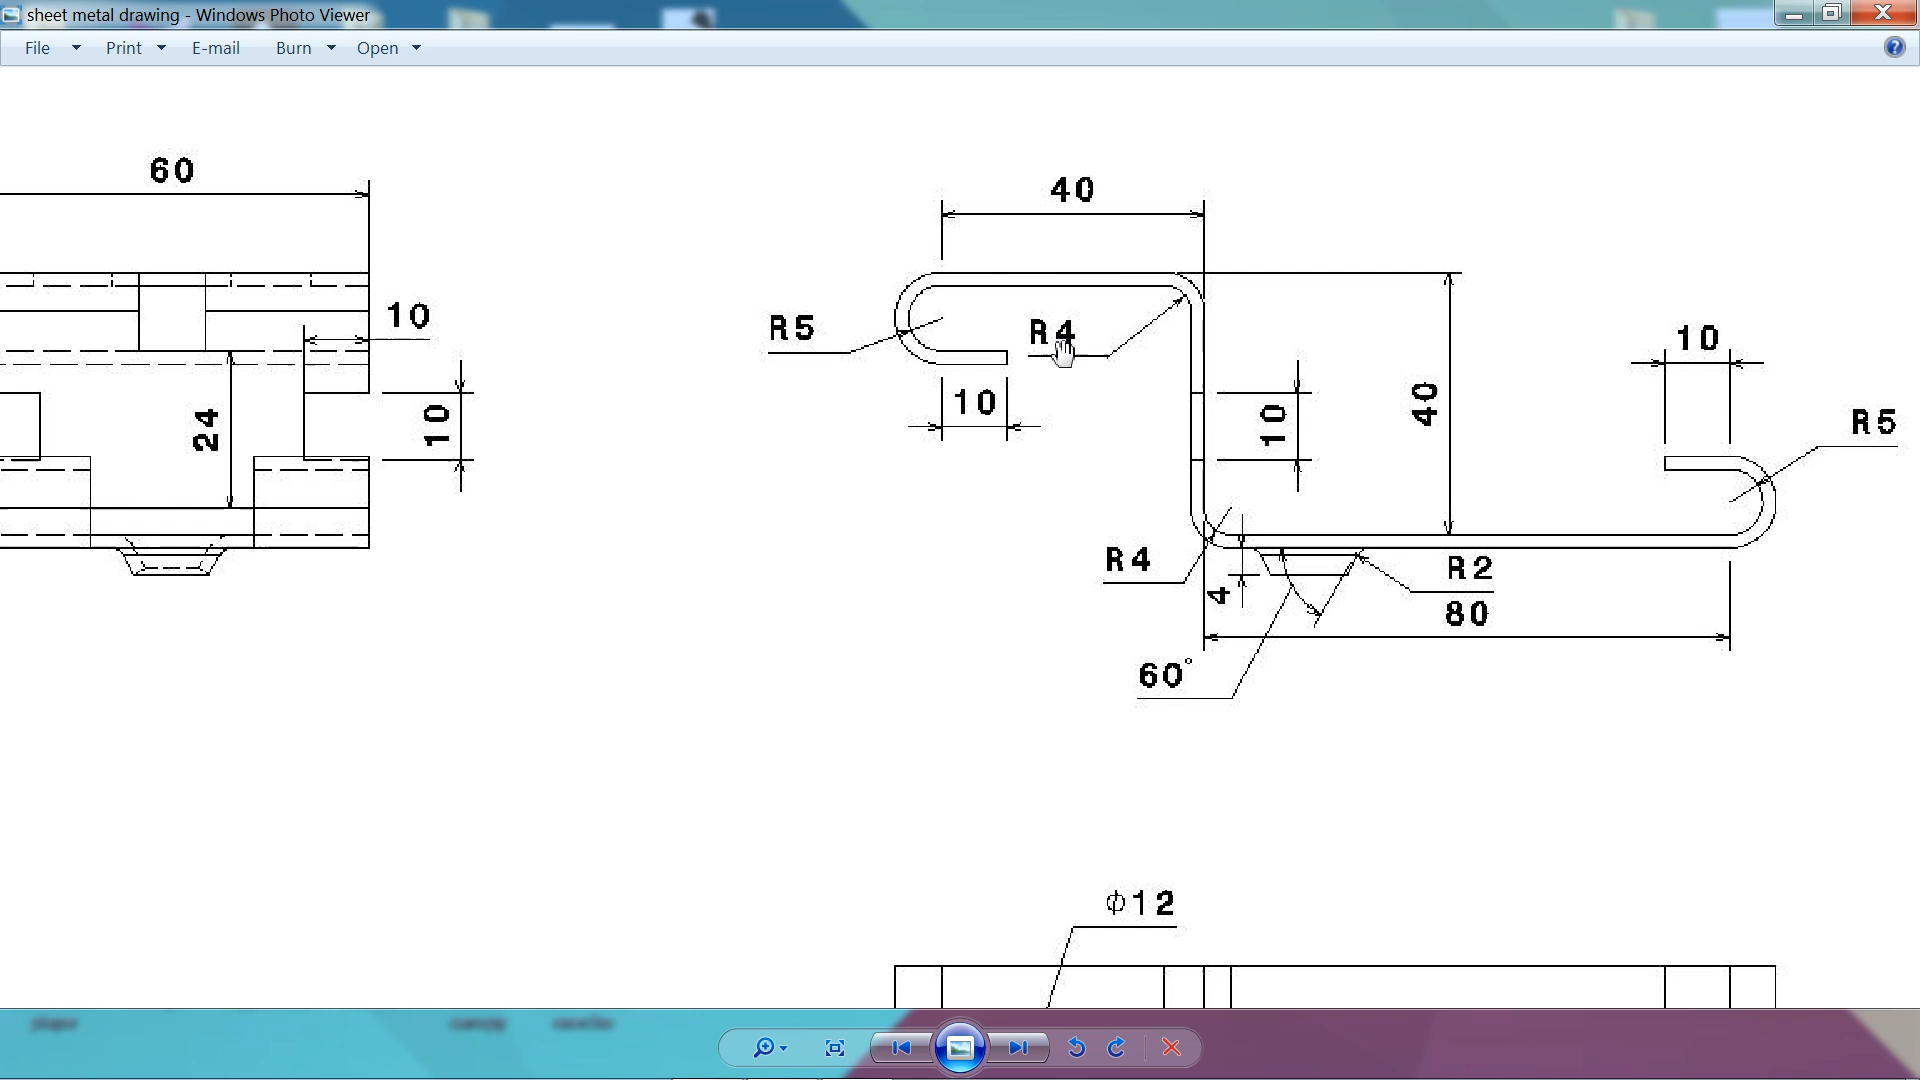 sheet metal drawing - Windows Photo Viewer
File Print E-mail Burn Open
60
10
24
10
40
R5
R4
10
10
40
10
R5
R4
4
R2
80
60°
ϕ12